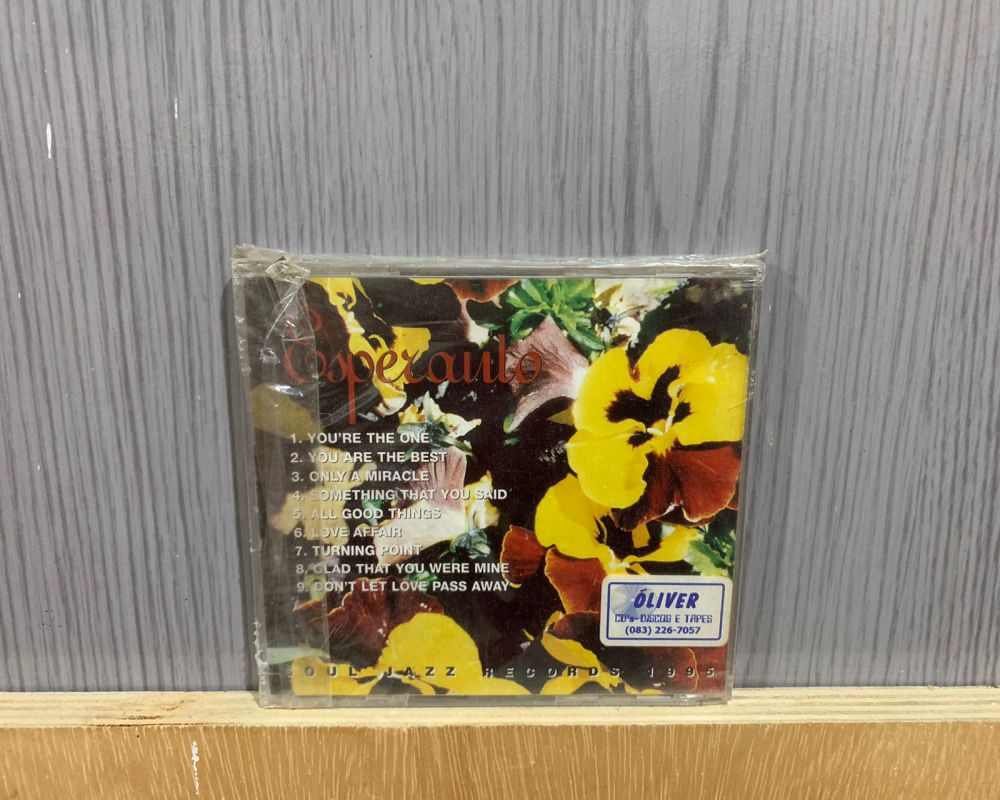 Esperanto
1. YOU'RE THE ONE
2. YOU ARE THE BEST
3. ONLY A MIRACLE
4. SOMETHING THAT YOU SAID
5. ALL GOOD THINGS
6. LOVE AFFAIR
7. TURNING POINT
8. GLAD THAT YOU WERE MINE
9. DON'T LET LOVE PASS AWAY
ÓLIVER
CD's-DISCOS E TAPES
(083) 226-7057
SOUL JAZZ RECORDS 1995